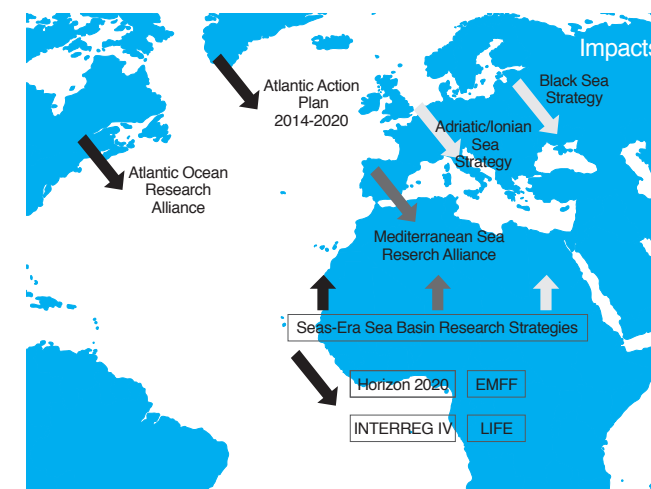 Impacts
Black Sea
Strategy
Atlantic Action
Plan
2014-2020
Adriatic/Ionian
Sea
Strategy
Atlantic Ocean
Research
Alliance
Mediterranean Sea
Reserch Alliance
Seas-Era Sea Basin Research Strategies
Horizon 2020
EMFF
INTERREG IV
LIFE